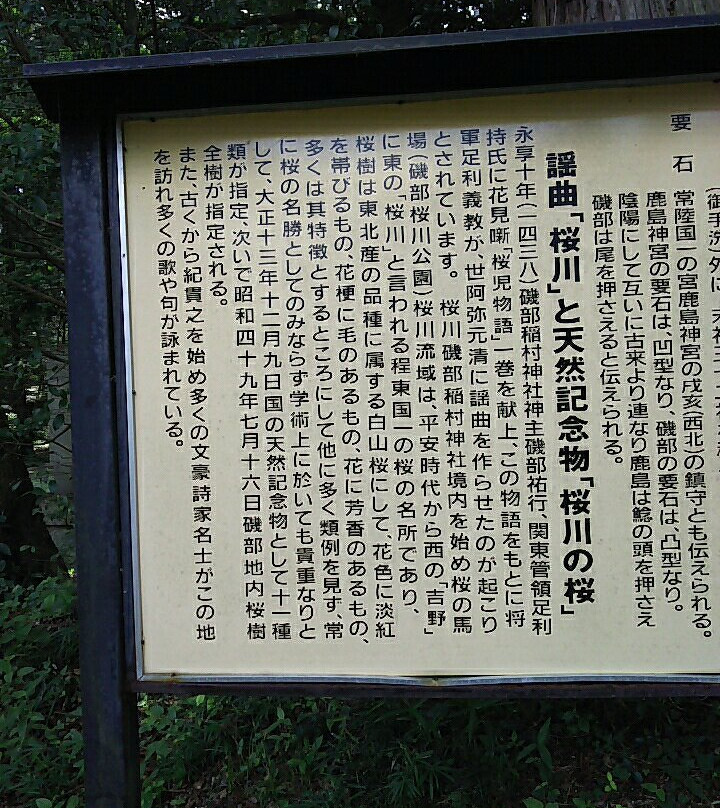 要石
常陸国一の宮鹿島神宮の戌亥(西北)の鎮守とも伝えられる。
鹿島神宮の要石は、凹型なり、磯部の要石は、凸型なり。
陰陽にして互いに古来より連なり鹿島は鯰の頭を押さえ
磯部は尾を押さえると伝えられる。
謡曲「桜川」と天然記念物「桜川の桜」
永享十年(一四三八)磯部稲村神社神主磯部祐行、関東管領足利
持氏に花見噺「桜児物語」一巻を献上、この物語をもとに将
軍足利義教が、世阿弥元清に謡曲を作らせたのが起こり
とされています。 桜川磯部稲村神社境内を始め桜の馬
場(磯部桜川公園)桜川流域は、平安時代から西の「吉野」
に東の「桜川」と言われる程東国一の桜の名所であり、
桜樹は東北産の品種に属する白山桜にして、花色に淡紅
を帯びるもの、花梗に毛のあるもの、花に芳香のあるもの、
多くは其特徴とするところにして他に多く類例を見ず、常
に桜の名勝としてのみならず学術上に於いても貴重なりと
して、大正十三年十二月九日国の天然記念物として十一種
類が指定、次いで昭和四十九年七月十六日磯部地内桜樹
全樹が指定される。
また、古くから紀貫之を始め多くの文豪詩家名士がこの地
を訪れ多くの歌や句が詠まれている。